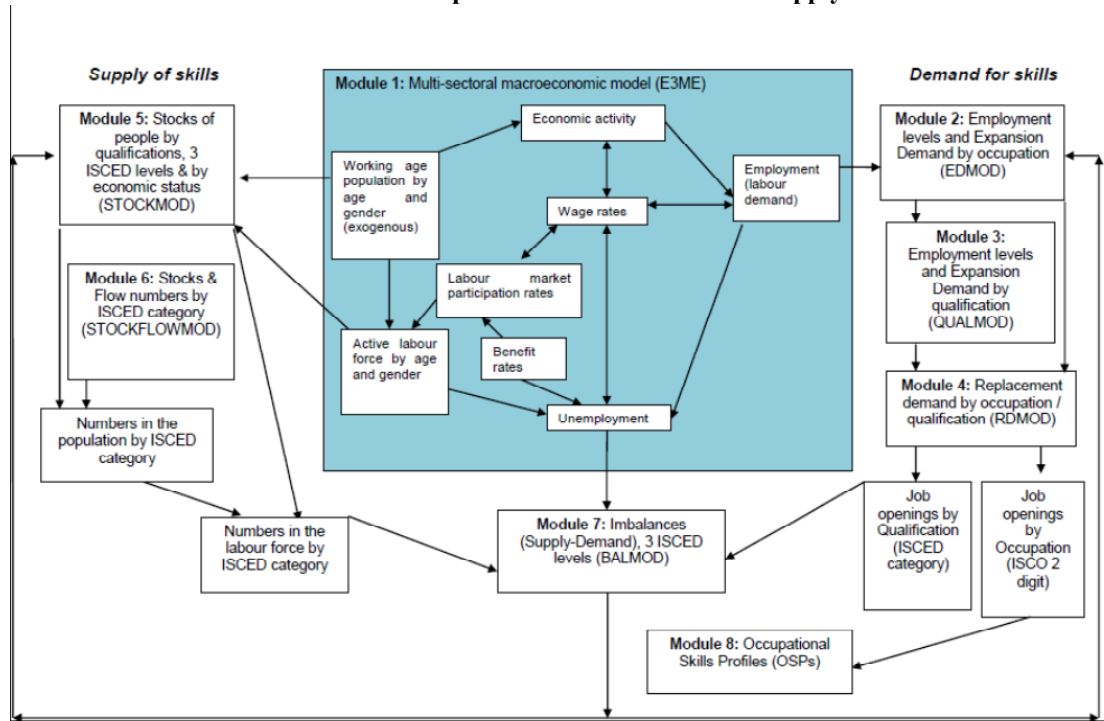 Supply of skills
Module 1: Multi-sectoral macroeconomic model (E3ME)
Demand for skills
Module 5: Stocks of
people by
qualifications, 3
ISCED levels & by
economic status
(STOCKMOD)
Economic activity
Module 2: Employment
levels and Expansion
Demand by occupation
(EDMOD)
Working age
population by
age and
gender
(exogenous)
Employment
(labour
demand)
Wage rates
Module 3:
Employment levels
and Expansion
Demand by
qualification
(QUALMOD)
Module 6: Stocks &
Flow numbers by
ISCED category
(STOCKFLOWMOD)
Labour market
participation rates
Active labour
force by age
and gender
Benefit
rates
Module 4: Replacement
demand by occupation /
qualification (RDMOD)
Unemployment
Numbers in the
population by ISCED
category
Numbers in the
labour force by
ISCED category
Module 7: Imbalances
(Supply-Demand), 3 ISCED
levels (BALMOD)
Job
openings by
Qualification
(ISCED
category)
Job
openings
by
Occupation
(ISCO 2
digit)
Module 8: Occupational
Skills Profiles (OSPs)